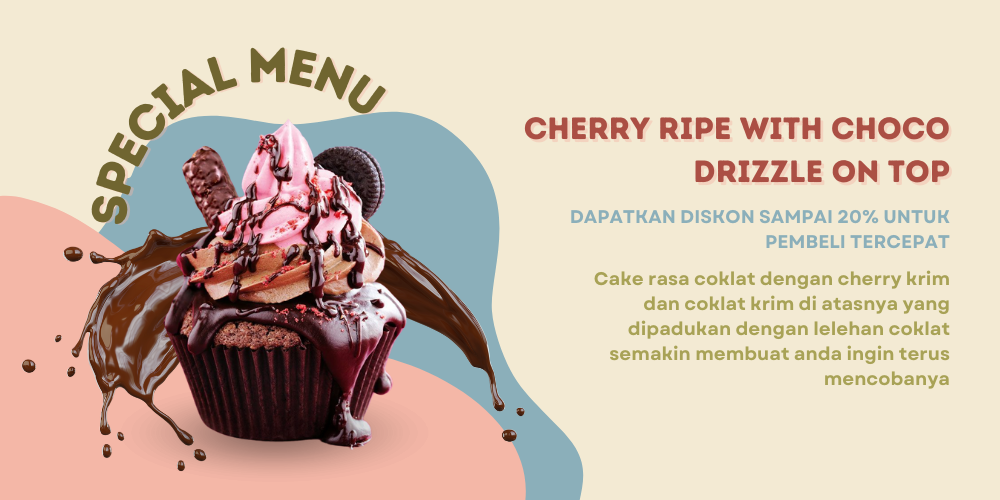 SPECIAL MENU
CHERRY RIPE WITH CHOCO
DRIZZLE ON TOP
DAPATKAN DISKON SAMPAI 20% UNTUK
PEMBELI TERCEPAT
Cake rasa coklat dengan cherry krim
dan coklat krim di atasnya yang
dipadukan dengan lelehan coklat
semakin membuat anda ingin terus
mencobanya